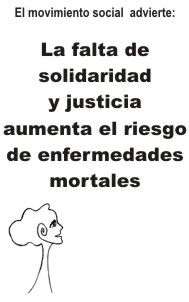 El movimiento social advierte:
La falta de
solidaridad
y justicia
aumenta el riesgo
de enfermedades
mortales